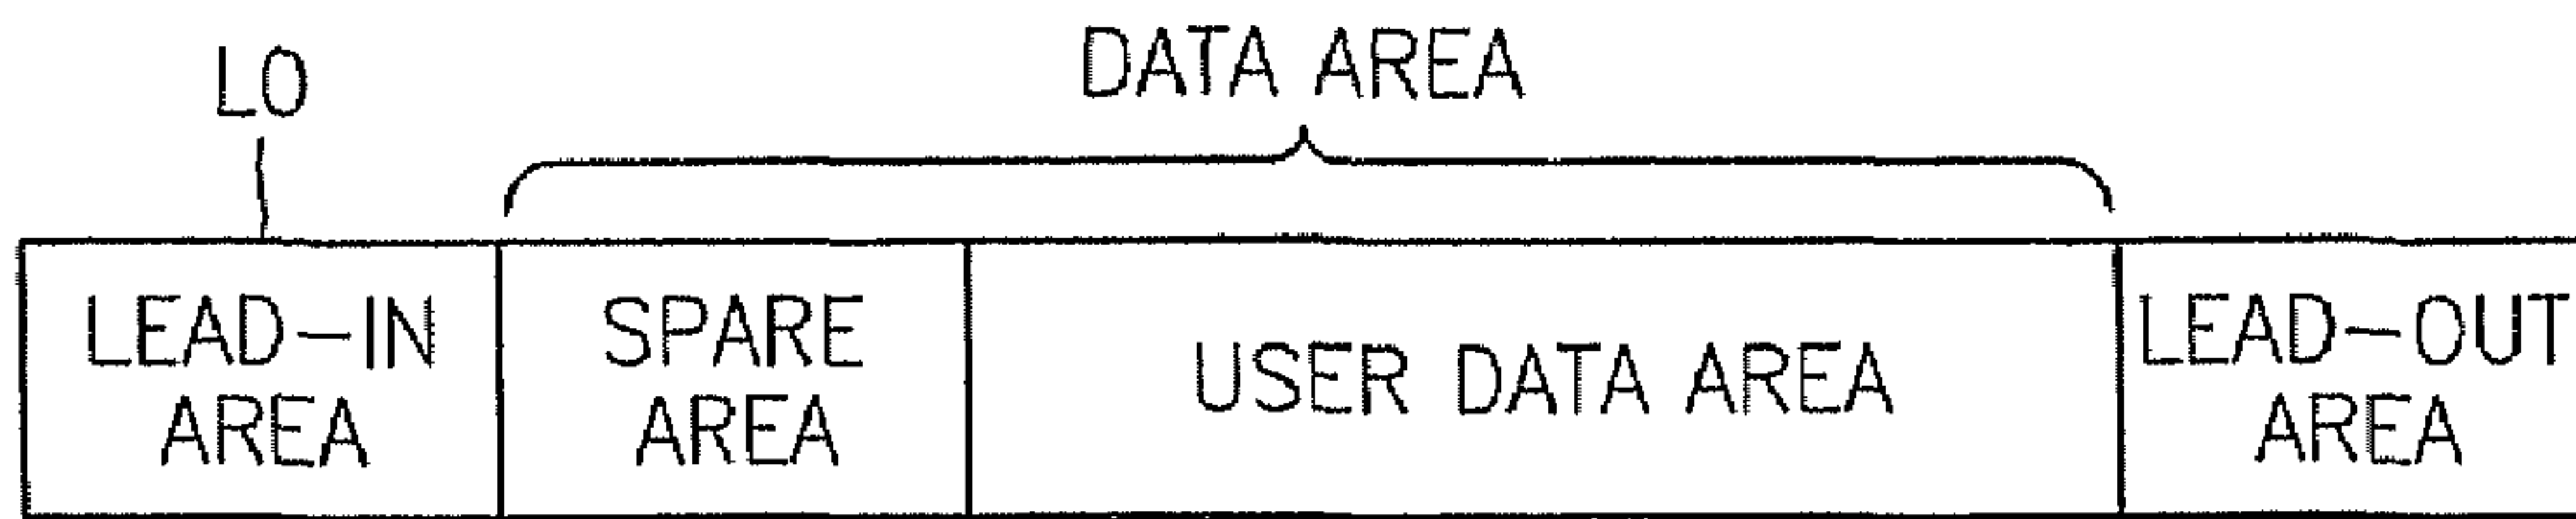 L0
DATA AREA
LEAD-IN
AREA
SPARE
AREA
USER DATA AREA
LEAD-OUT
AREA